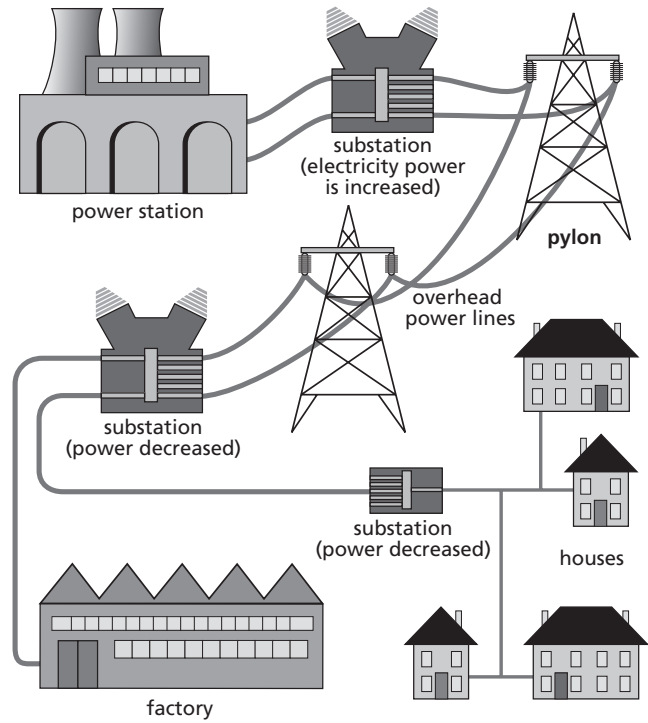 substation
(electricity power
is increased)
power station
pylon
overhead
power lines
substation
(power decreased)
substation
(power decreased)
houses
factory